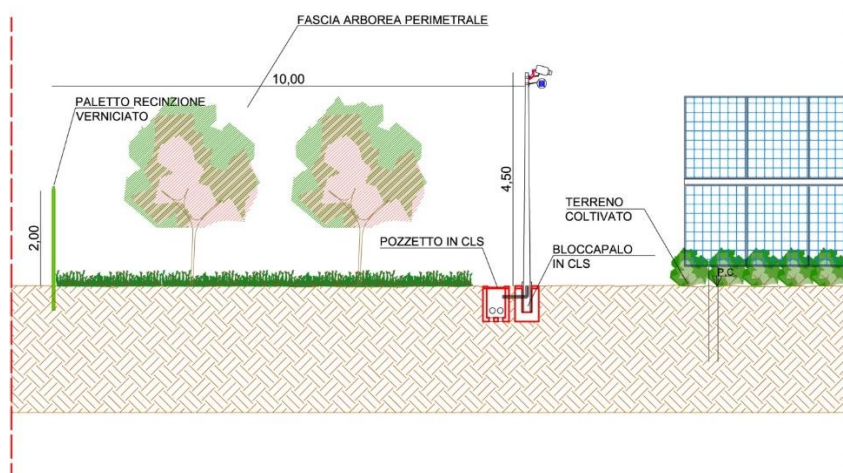 FASCIA ARBOREA PERIMETRALE
10,00
PALETTO RECINZIONE
VERNICIATO
2,00
4,50
POZZETTO IN CLS
BLOCCAPALO
IN CLS
TERRENO
COLTIVATO
P.C.